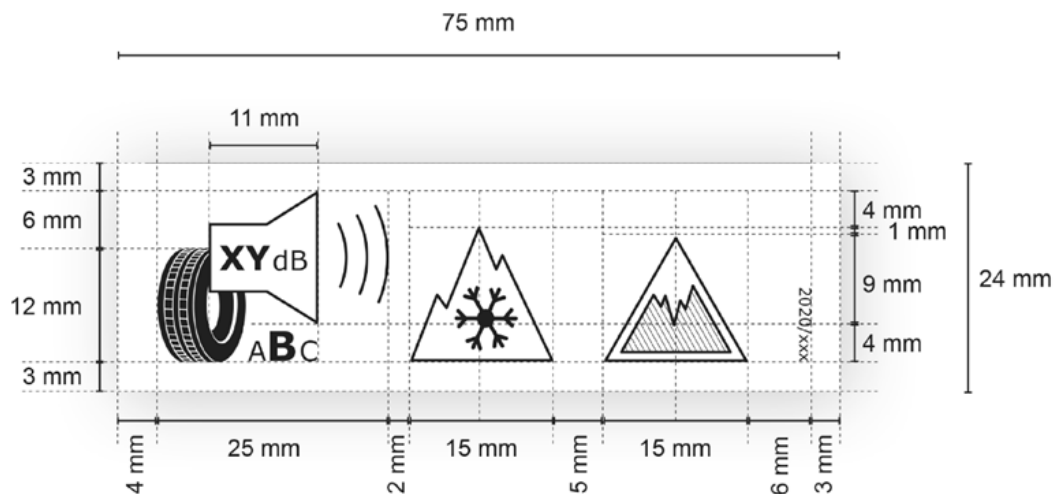 75 mm
11 mm
3 mm
6 mm
12 mm
3 mm
XYdB
ABC
2020/xxx
4 mm
1 mm
9 mm
4 mm
24 mm
4 mm
25 mm
2 mm
15 mm
5 mm
15 mm
6 mm
3 mm